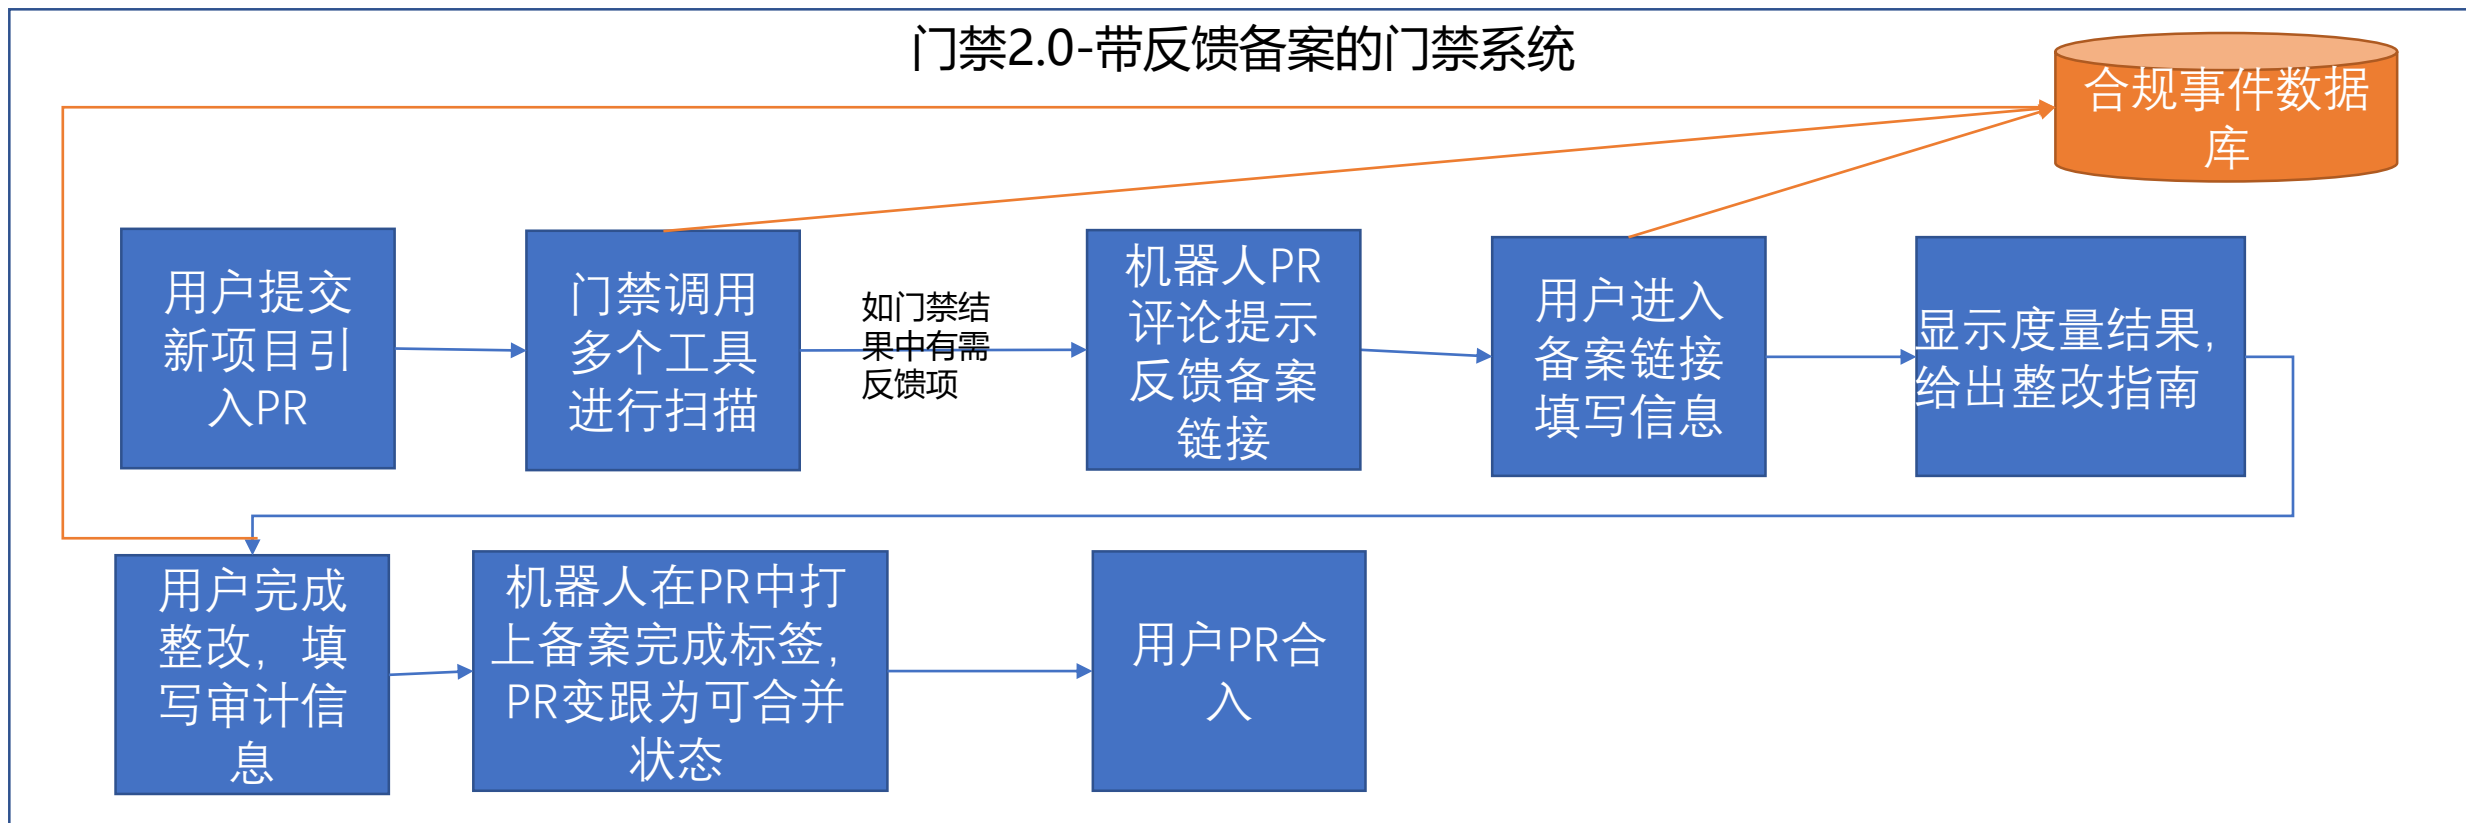 门禁2.0-带反馈备案的门禁系统
合规事件数据
库
用户提交
新项目引
入PR
门禁调用
多个工具
进行扫描
如门禁结
果中有需
反馈项
机器人PR
评论提示
反馈备案
链接
用户进入
备案链接
填写信息
显示度量结果,
给出整改指南
用户完成
整改，填
写审计信
息
机器人在PR中打
上备案完成标签,
PR变跟为可合并
状态
用户PR合
入